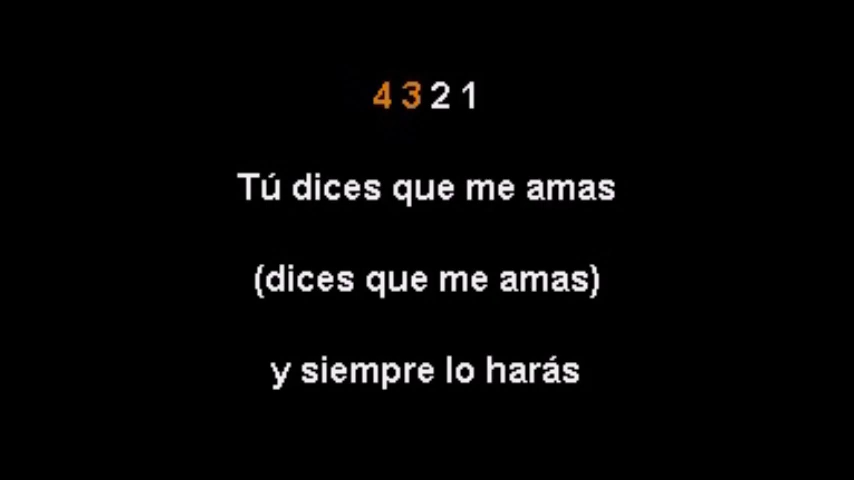 4 3 2 1
Tú dices que me amas
(dices que me amas)
y siempre lo harás